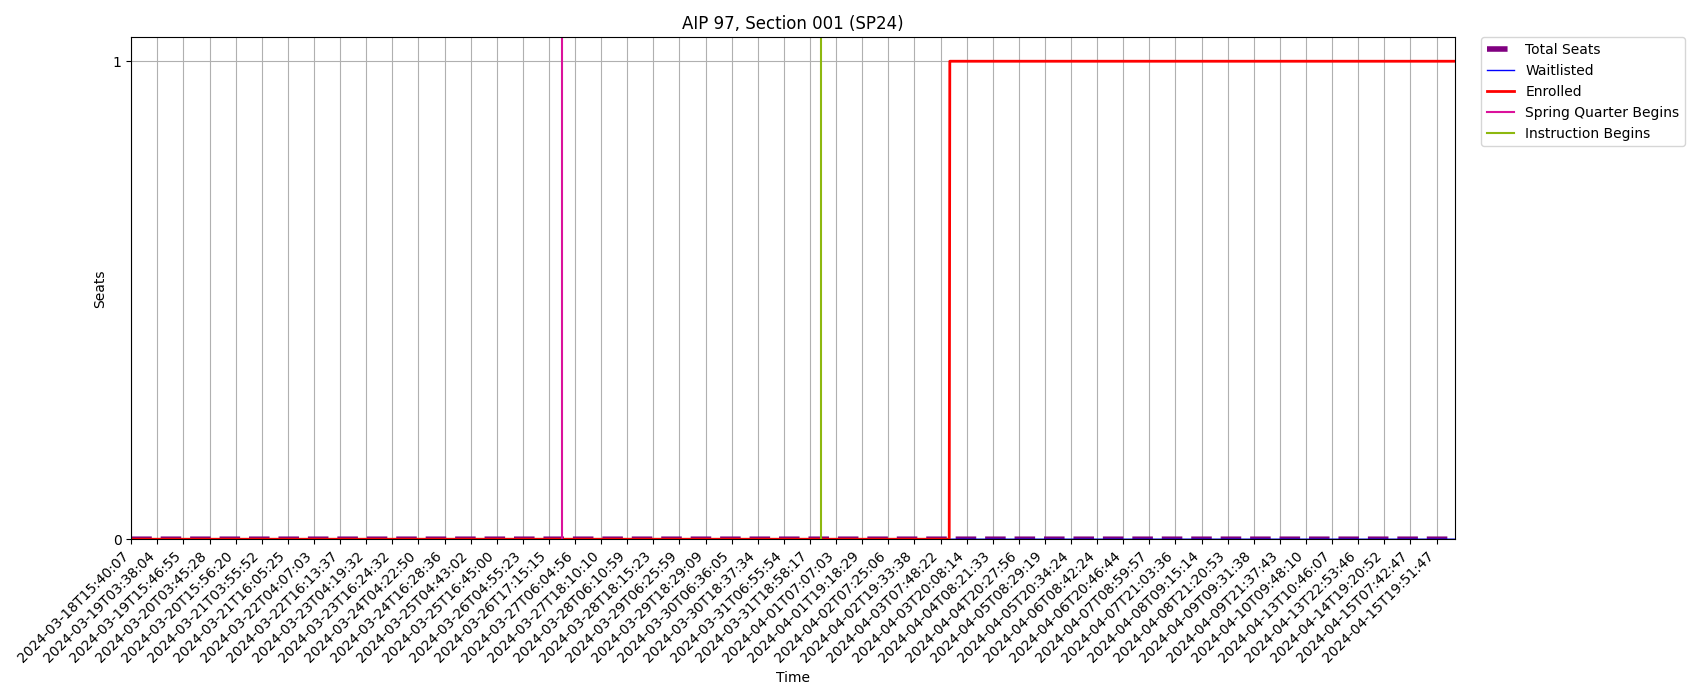 AIP 97, Section 001 (SP24)
Total Seats
Waitlisted
Enrolled
Spring Quarter Begins
Instruction Begins
1
Seats
0
2024-03-18T15:40:07
2024-03-19T03:38:04
2024-03-19T15:46:55
2024-03-20T03:45:28
2024-03-20T15:56:20
2024-03-21T03:55:52
2024-03-21T16:05:25
2024-03-22T04:07:03
2024-03-22T16:13:37
2024-03-23T04:19:32
2024-03-23T16:24:32
2024-03-24T04:22:50
2024-03-24T16:28:36
2024-03-25T04:43:02
2024-03-25T16:45:00
2024-03-26T04:55:23
2024-03-26T17:15:15
2024-03-27T06:04:56
2024-03-27T18:10:10
2024-03-28T06:10:59
2024-03-28T18:15:23
2024-03-29T06:25:59
2024-03-29T18:29:09
2024-03-30T06:36:05
2024-03-30T18:37:34
2024-03-31T06:55:54
2024-03-31T18:58:17
2024-04-01T07:07:03
2024-04-01T19:18:29
2024-04-02T07:25:06
2024-04-02T19:33:38
2024-04-03T07:48:22
2024-04-03T20:08:14
2024-04-04T08:21:33
2024-04-04T20:27:56
2024-04-05T08:29:19
2024-04-05T20:34:24
2024-04-06T08:42:24
2024-04-06T20:46:44
2024-04-07T08:59:57
2024-04-07T21:03:36
2024-04-08T09:15:14
2024-04-08T21:20:53
2024-04-09T09:31:38
2024-04-09T21:37:43
2024-04-10T09:48:10
2024-04-13T10:46:07
2024-04-13T22:53:46
2024-04-14T19:20:52
2024-04-15T07:42:47
2024-04-15T19:51:47
Time